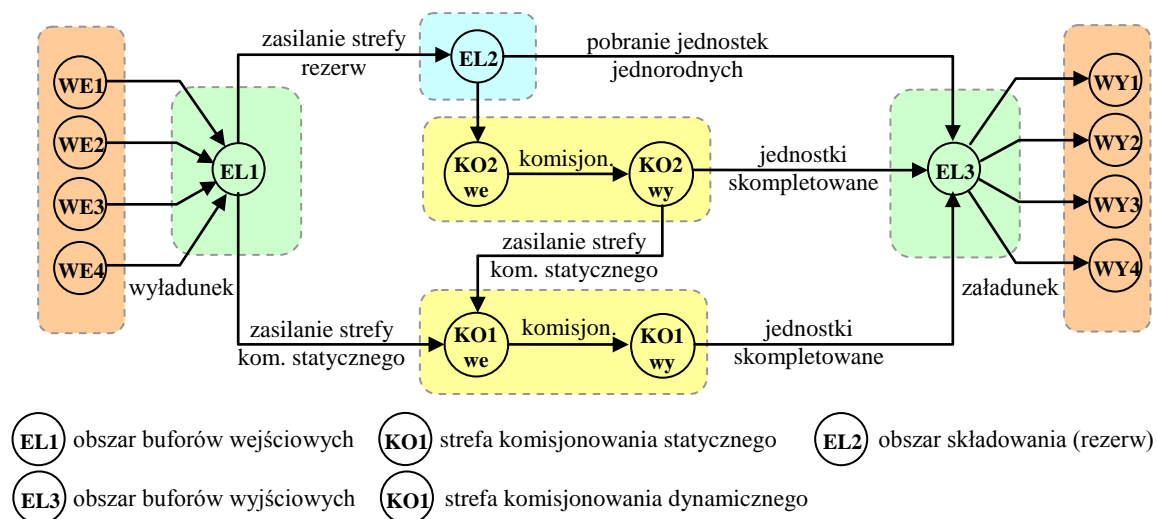 zasilanie strefy
rezerw
EL2
pobranie jednostek
jednorodnych
WE1
WE2
WE3
WE4
EL1
wyładunek
KO2
we
komisjon.
KO2
wy
jednostki
skompletowane
EL3
WY1
WY2
WY3
WY4
załadunek
zasilanie strefy
kom. statycznego
zasilanie strefy
kom. statycznego
KO1
we
komisjon.
KO1
wy
jednostki
skompletowane
EL1 obszar buforów wejściowych
KO1 strefa komisjonowania statycznego
EL2 obszar składowania (rezerw)
EL3 obszar buforów wyjściowych
KO1 strefa komisjonowania dynamicznego